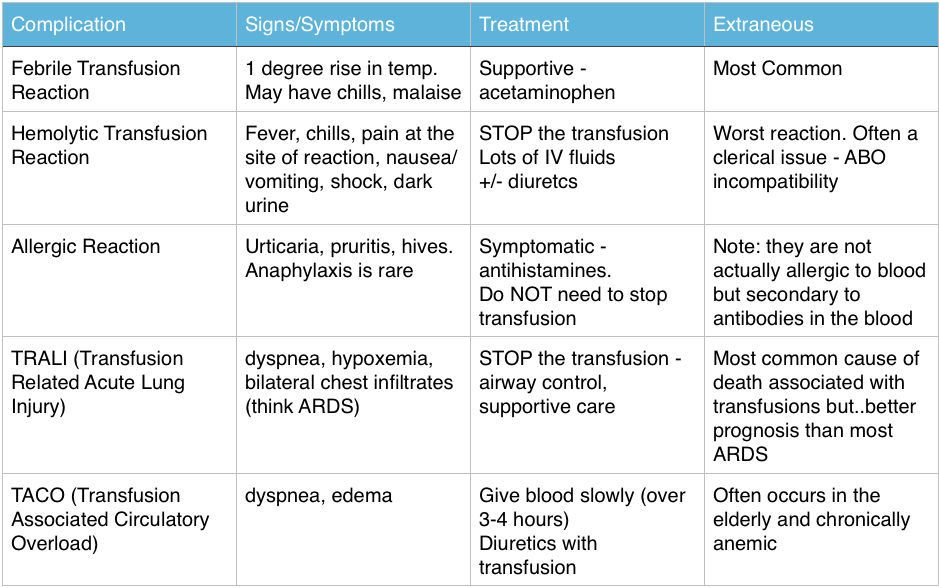 Complication
Signs/Symptoms
Treatment
Extraneous
Febrile Transfusion
Reaction
1 degree rise in temp.
May have chills, malaise
Supportive -
acetaminophen
Most Common
Hemolytic Transfusion
Reaction
Fever, chills, pain at the
site of reaction, nausea/
vomiting, shock, dark
urine
STOP the transfusion
Lots of IV fluids
+/- diuretcs
Worst reaction. Often a
clerical issue - ABO
incompatibility
Allergic Reaction
Urticaria, pruritis, hives.
Anaphylaxis is rare
Symptomatic -
antihistamines.
Do NOT need to stop
transfusion
Note: they are not
actually allergic to blood
but secondary to
antibodies in the blood
TRALI (Transfusion
Related Acute Lung
Injury)
dyspnea, hypoxemia,
bilateral chest infiltrates
(think ARDS)
STOP the transfusion -
airway control,
supportive care
Most common cause of
death associated with
transfusions but..better
prognosis than most
ARDS
TACO (Transfusion
Associated Circulatory
Overload)
dyspnea, edema
Give blood slowly (over
3-4 hours)
Diuretics with
transfusion
Often occurs in the
elderly and chronically
anemic